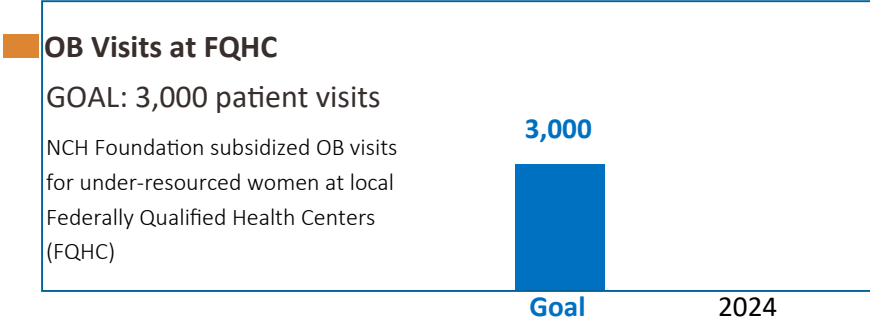 OB Visits at FQHC
GOAL: 3,000 patient visits
NCH Foundation subsidized OB visits
for under-resourced women at local
Federally Qualified Health Centers
(FQHC)
3,000
Goal
2024